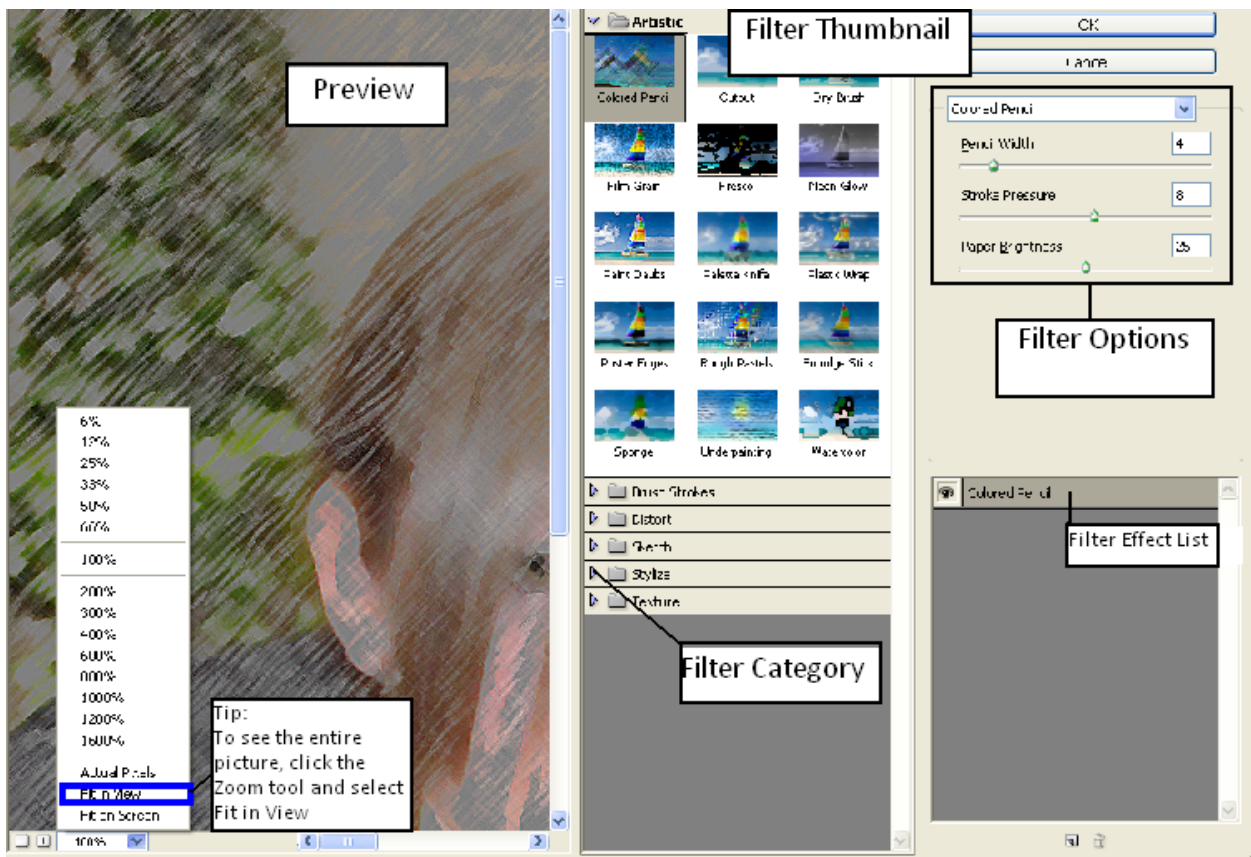 Preview
6%
12%
25%
33%
50%
66%
100%
200%
300%
400%
600%
800%
1000%
1200%
1600%
Actual Pixels
Fit in View
Fit on Screen
100%
Tip:
To see the entire
picture, click the
Zoom tool and select
Fit in View
Artistic
Filter Thumbnail
Colored Pencil
Cutout
Dry Brush
Film Grain
Fresco
Neon Glow
Paint Daubs
Palette Knife
Plastic Wrap
Poster Edges
Rough Pastels
Smudge Stick
Sponge
Underpainting
Watercolor
Brush Strokes
Distort
Sketch
Stylize
Texture
Filter Category
OK
Cancel
Colored Pencil
Pencil Width
4
Stroke Pressure
8
Paper Brightness
25
Filter Options
Colored Pencil
Filter Effect List